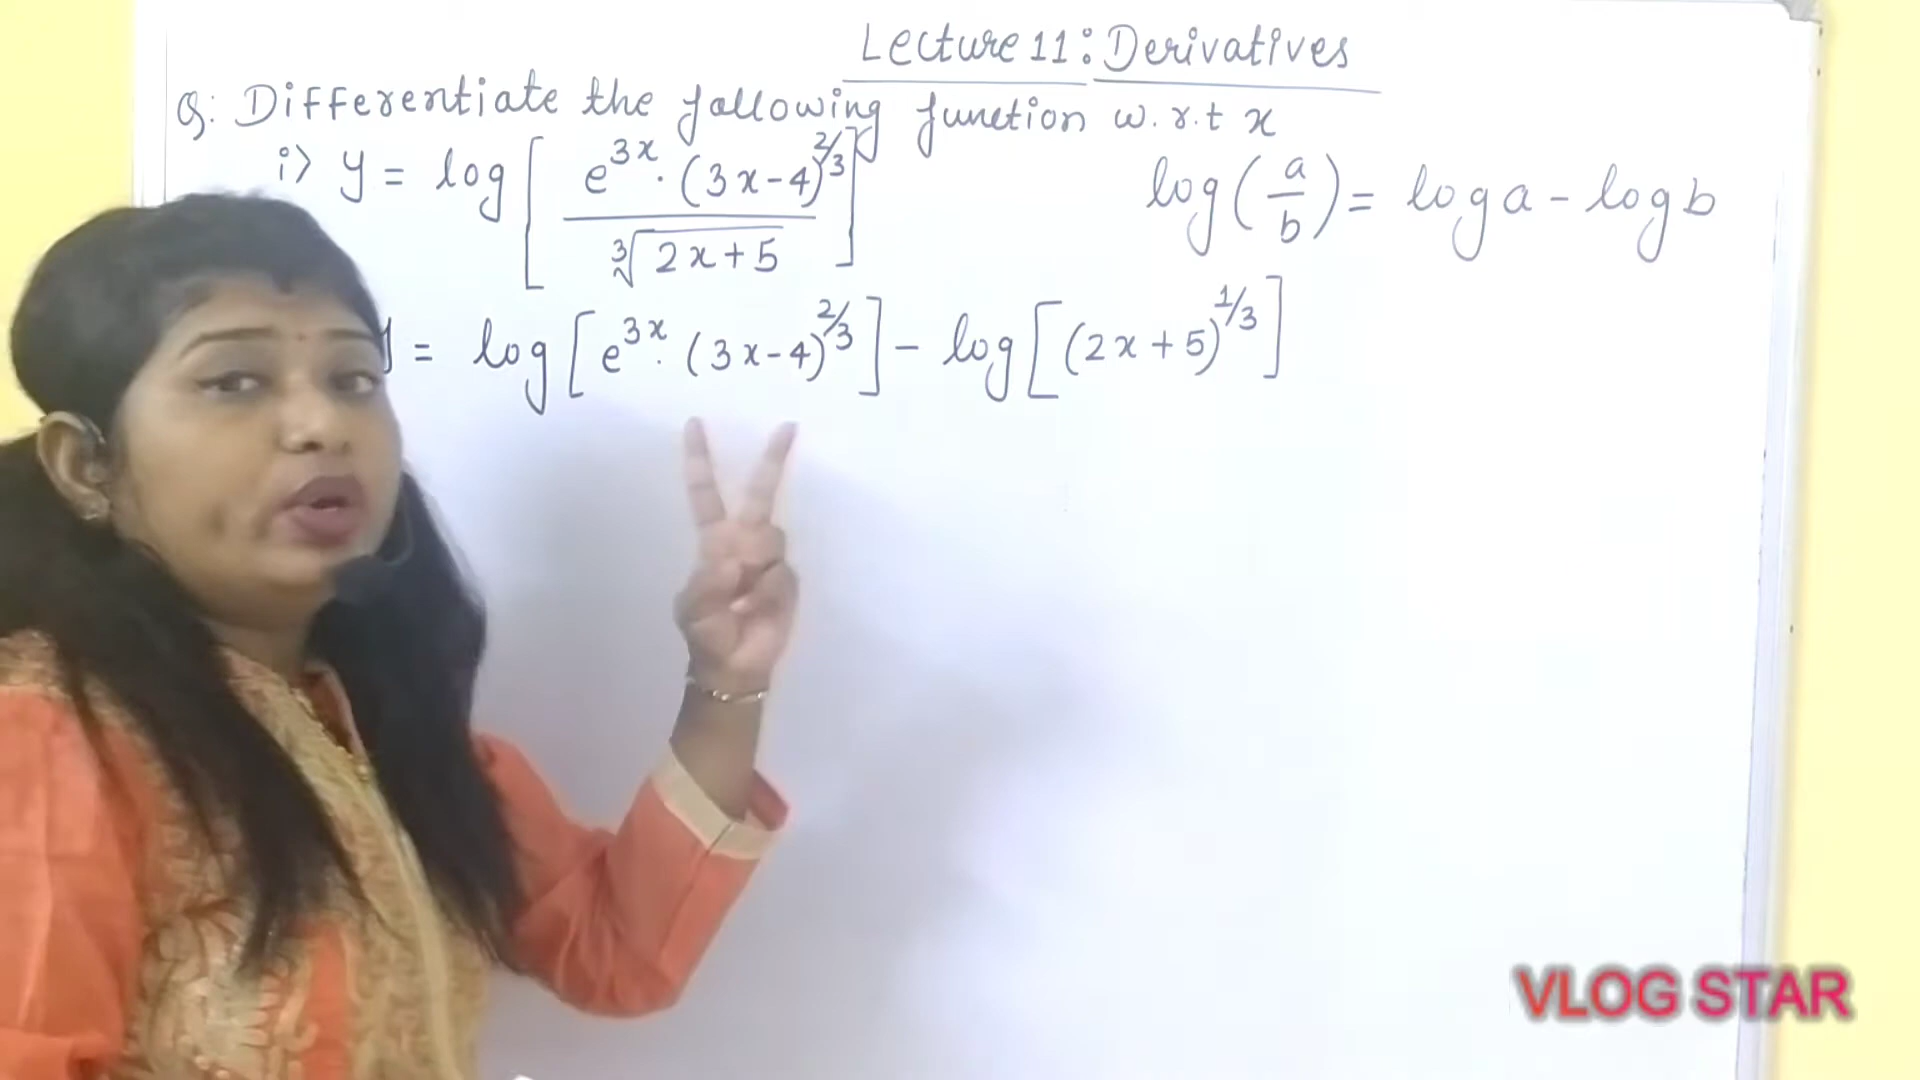 Lecture 11: Derivatives
Q: Differentiate the following function w.r.t x
i) y = log [ e^{3x} · (3x-4)^{2/3} / ∛(2x+5) ]
log(a/b) = log a - log b
y = log [ e^{3x} · (3x-4)^{2/3} ] - log [ (2x+5)^{1/3} ]
VLOG STAR